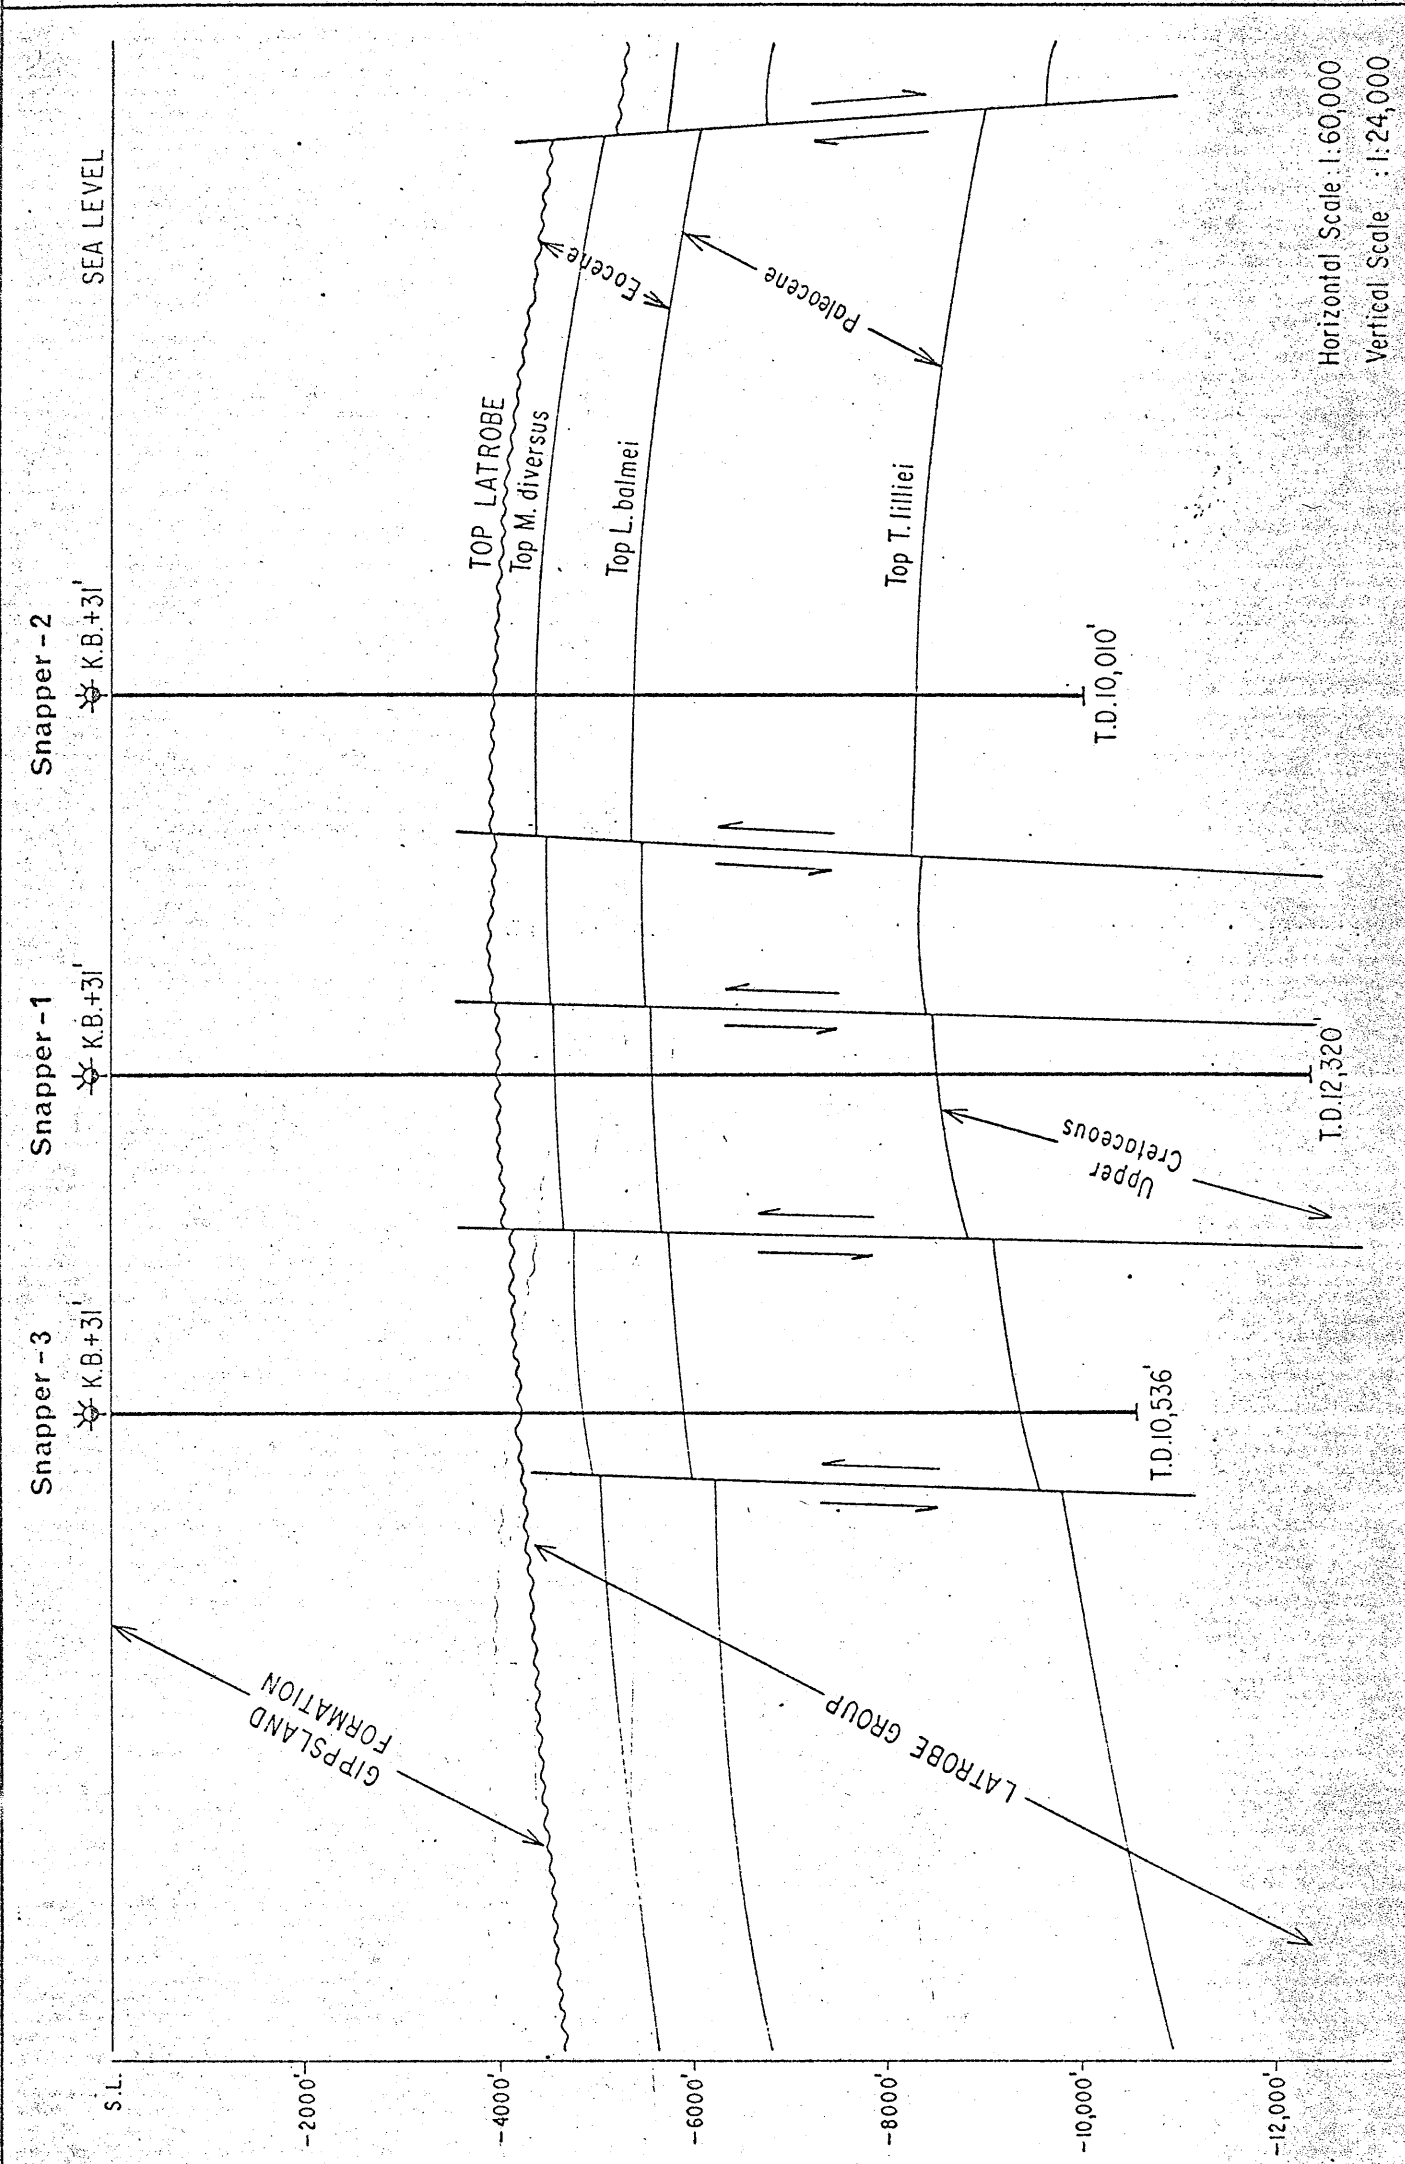 Snapper-3
K.B.+31'
Snapper-1
K.B.+31'
Snapper-2
K.B.+31'
SEA LEVEL
S.L.
-2000'
-4000'
-6000'
-8000'
-10,000'
-12,000'
GIPPSLAND
FORMATION
LATROBE GROUP
TOP LATROBE
Top M. diversus
Top L. balmei
Top T. lilliei
Eocene
Paleocene
Upper
Cretaceous
T.D.10,536'
T.D.12,320'
T.D.10,010'
Horizontal Scale : 1:60,000
Vertical Scale : 1:24,000